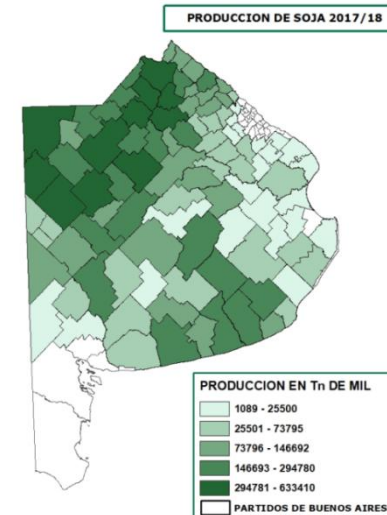 PRODUCCION DE SOJA 2017/18
PRODUCCION EN Tn DE MIL
1089 - 25500
25501 - 73795
73796 - 146692
146693 - 294780
294781 - 633410
PARTIDOS DE BUENOS AIRES